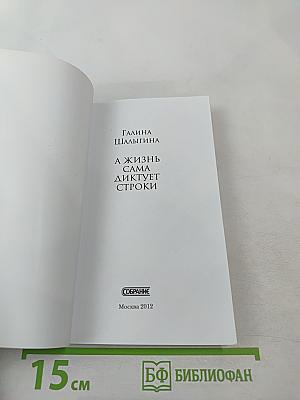 Галина
Шалыгина
А ЖИЗНЬ
САМА
ДИКТУЕТ
СТРОКИ
СОБРАНИЕ
Москва 2012
15 см
БФ БИБЛИОФАН